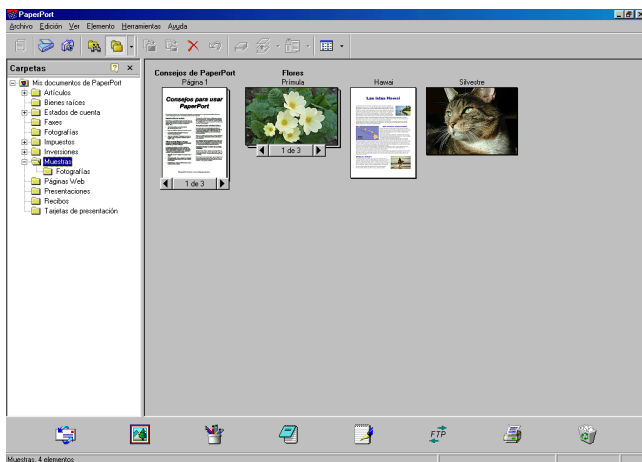 PaperPort
Archivo Edición Ver Elemento Herramientas Ayuda
Carpetas
Mis documentos de PaperPort
Artículos
Bienes raíces
Estados de cuenta
Faxes
Fotografías
Impuestos
Inversiones
Muestras
Fotografías
Páginas Web
Presentaciones
Recibos
Tarjetas de presentación
Consejos de PaperPort
Página 1
Consejos para usar
PaperPort
1 de 3
Flores
Prímula
1 de 3
Hawai
Las Islas Hawai
Silvestre
FTP
Muestras, 4 elementos